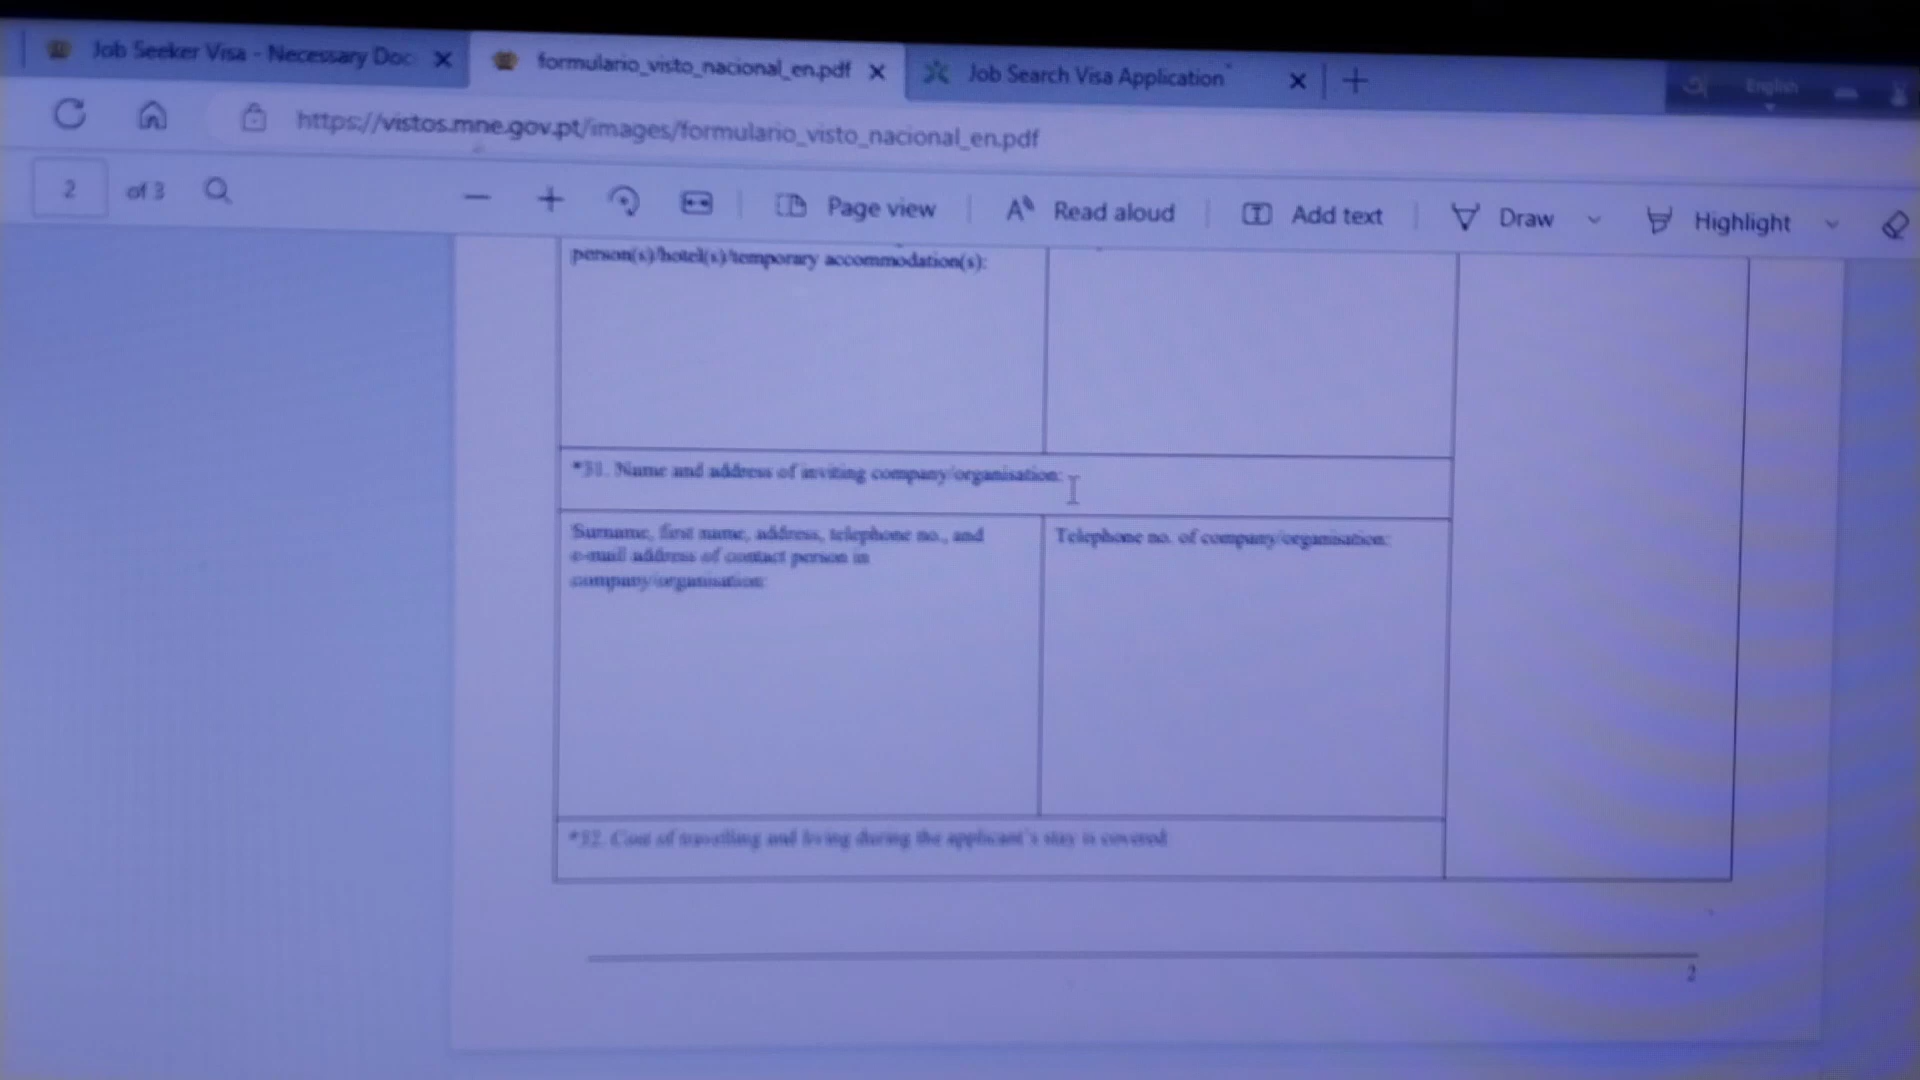 Job Seeker Visa - Necessary Doc
formulario_visto_nacional_en.pdf
Job Search Visa Application
English
https://vistos.mne.gov.pt/images/formulario_visto_nacional_en.pdf
2 of 3
Page view
Read aloud
Add text
Draw
Highlight
person(s)/hotel(s)/temporary accommodation(s):
*31. Name and address of inviting company/organisation:
Surname, first name, address, telephone no., and
e-mail address of contact person in
company/organisation:
Telephone no. of company/organisation:
*32. Cost of travelling and living during the applicant's stay is covered
2